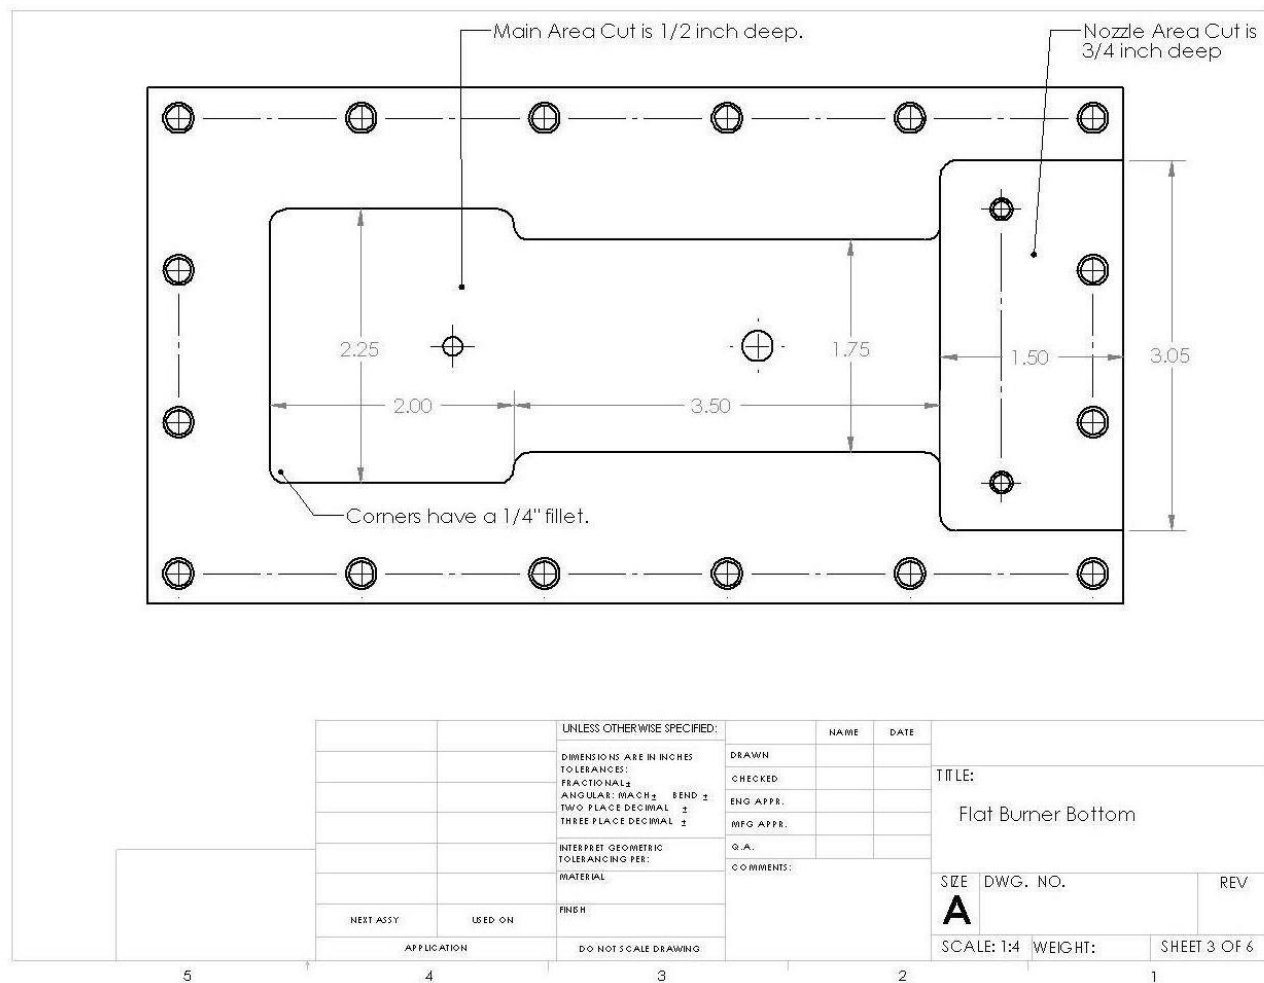 Main Area Cut is 1/2 inch deep.
Nozzle Area Cut is
3/4 inch deep
2.25
1.75
1.50
3.05
2.00
3.50
Corners have a 1/4" fillet.
UNLESS OTHERWISE SPECIFIED:
DIMENSIONS ARE IN INCHES
TOLERANCES:
FRACTIONAL±
ANGULAR: MACH± BEND ±
TWO PLACE DECIMAL ±
THREE PLACE DECIMAL ±
INTERPRET GEOMETRIC
TOLERANCING PER:
MATERIAL
FINISH
NEXT ASSY
USED ON
APPLICATION
DO NOT SCALE DRAWING
NAME
DATE
DRAWN
CHECKED
ENG APPR.
MFG APPR.
Q.A.
COMMENTS:
TITLE:
Flat Burner Bottom
SIZE
A
DWG. NO.
REV
SCALE: 1:4
WEIGHT:
SHEET 3 OF 6
5
4
3
2
1